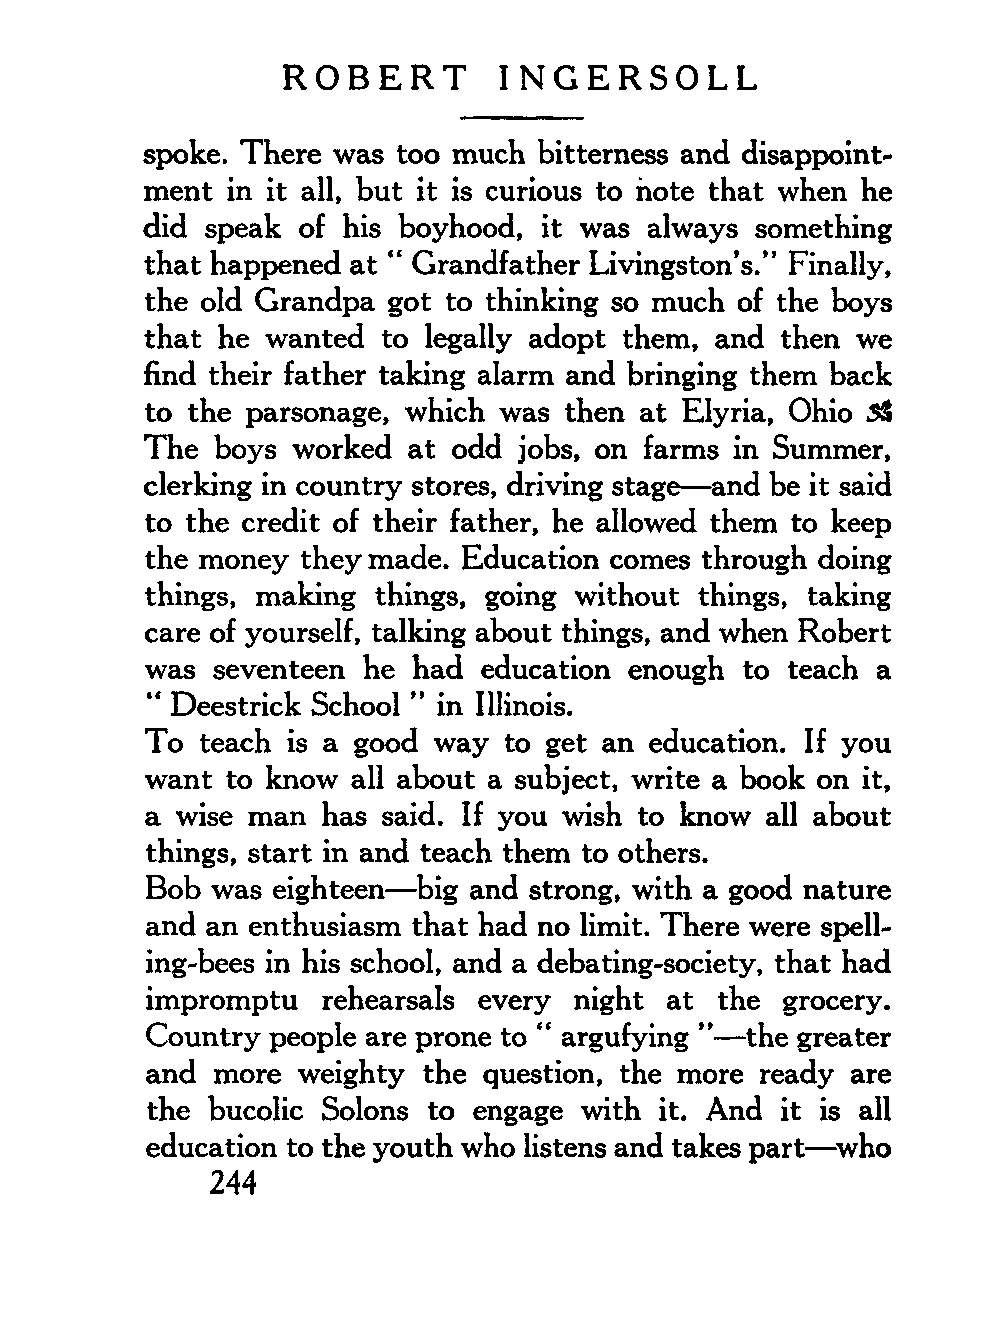 ROBERT INGERSOLL
spoke. There was too much bitterness and disappoint-
ment in it all, but it is curious to note that when he
did speak of his boyhood, it was always something
that happened at “ Grandfather Livingston's.” Finally,
the old Grandpa got to thinking so much of the boys
that he wanted to legally adopt them, and then we
find their father taking alarm and bringing them back
to the parsonage, which was then at Elyria, Ohio
The boys worked at odd jobs, on farms in Summer,
clerking in country stores, driving stage—and be it said
to the credit of their father, he allowed them to keep
the money they made. Education comes through doing
things, making things, going without things, taking
care of yourself, talking about things, and when Robert
was seventeen he had education enough to teach a
“ Deestrick School ” in Illinois.
To teach is a good way to get an education. If you
want to know all about a subject, write a book on it,
a wise man has said. If you wish to know all about
things, start in and teach them to others.
Bob was eighteen—big and strong, with a good nature
and an enthusiasm that had no limit. There were spell-
ing-bees in his school, and a debating-society, that had
impromptu rehearsals every night at the grocery.
Country people are prone to “ argufying ”—the greater
and more weighty the question, the more ready are
the bucolic Solons to engage with it. And it is all
education to the youth who listens and takes part—who
244